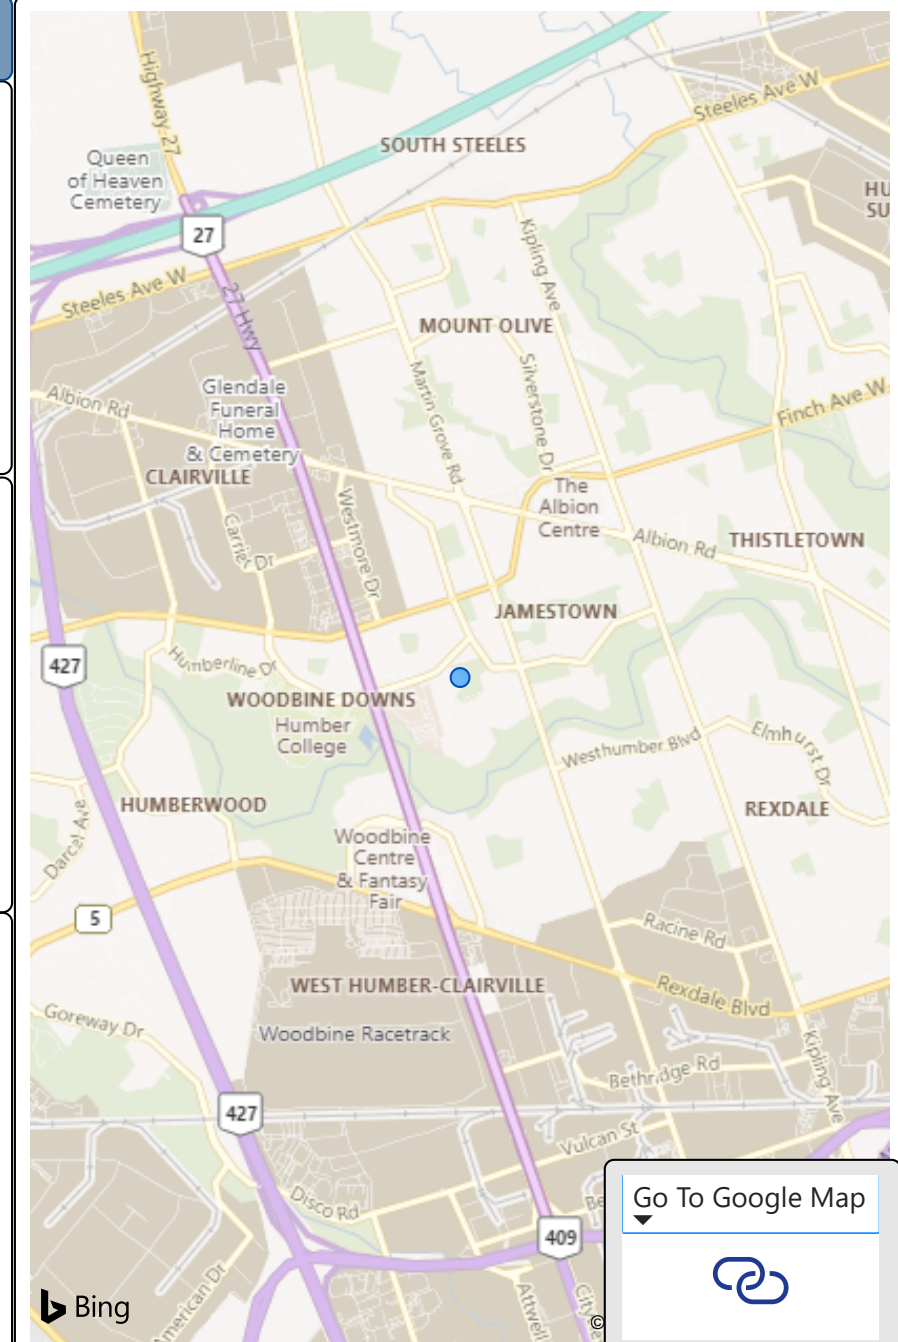 Highway 27
Steeles Ave W
SOUTH STEELES
Queen
of Heaven
Cemetery
HU
SU
27
Kipling Ave
Steeles Ave W
27 Hwy
MOUNT OLIVE
Silverstone Dr
Martin Grove Rd
Glendale
Funeral
Home
& Cemetery
Albion Rd
Finch Ave W
CLAIRVILLE
The
Albion
Centre
Westmore Dr
Carrier Dr
Albion Rd
THISTLETOWN
JAMESTOWN
427
Humberline Dr
WOODBINE DOWNS
Humber
College
Westhumber Blvd
Elmhurst Dr
HUMBERWOOD
REXDALE
Darcel Ave
Woodbine
Centre
& Fantasy
Fair
5
Racine Rd
WEST HUMBER-CLAIRVILLE
Rexdale Blvd
Goreway Dr
Woodbine Racetrack
Kipling Ave
Bethridge Rd
427
Vulcan St
Disco Rd
Be
Go To Google Map
409
American Dr
Attwell
City
Bing
©